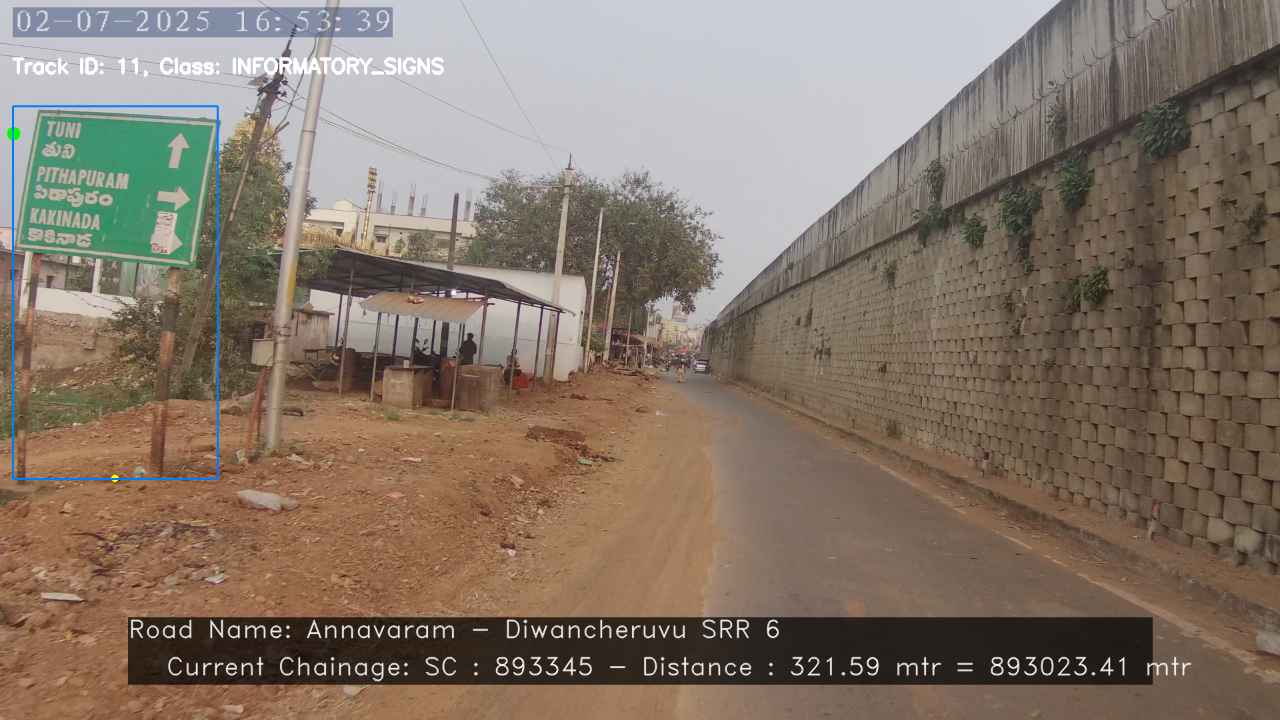 02-07-2025 16:53:39
Track ID: 11, Class: INFORMATORY_SIGNS
TUNI
తుని
PITHAPURAM
పిఠాపురం
KAKINADA
కాకినాడ
Road Name: Annavaram - Diwancheruvu SRR 6
Current Chainage: SC : 893345 - Distance : 321.59 mtr = 893023.41 mtr